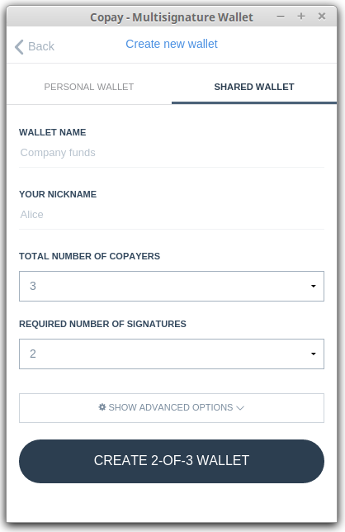 Copay - Multisignature Wallet
Back
Create new wallet
PERSONAL WALLET
SHARED WALLET
WALLET NAME
Company funds
YOUR NICKNAME
Alice
TOTAL NUMBER OF COPAYERS
3
REQUIRED NUMBER OF SIGNATURES
2
SHOW ADVANCED OPTIONS
CREATE 2-OF-3 WALLET